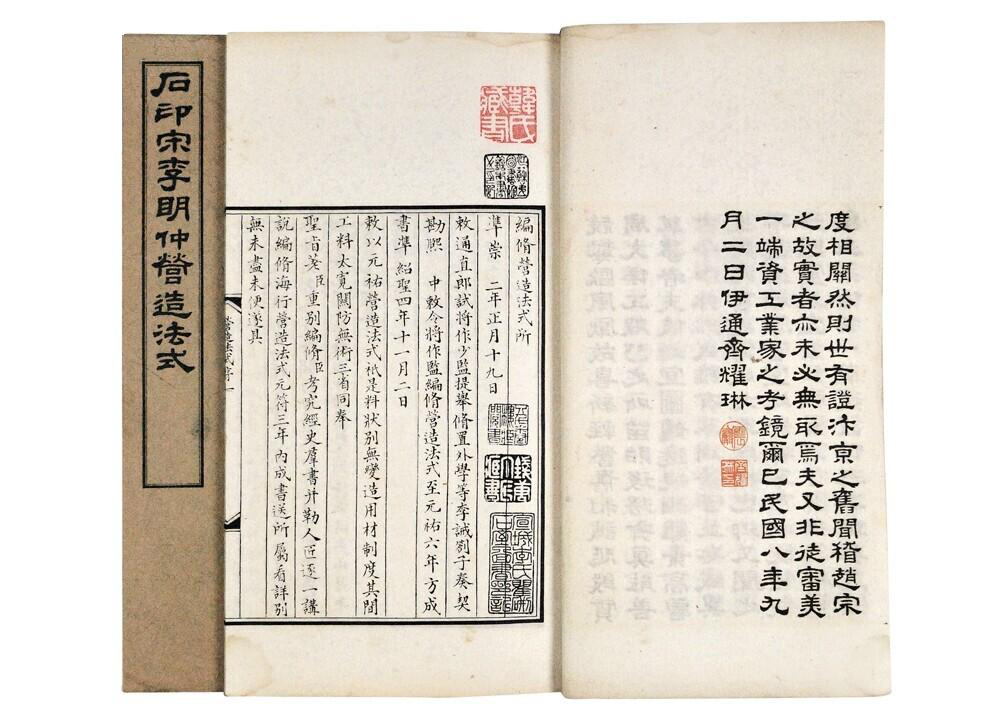 度相關然則世有證汴京之舊聞稽趙宋
之故實者亦未必無取焉夫又非徒審美
一端資工業家之考鏡爾已民國八年九
月二日伊通齊耀琳
韓氏藏書
編脩營造法式所
準崇 二年正月十九日
敕通直郎試將作少監提舉脩置外學等李誡劄子奏契
勘熙 中敕令將作監編脩營造法式至元祐六年方成
書準紹聖四年十一月二日
敕以元祐營造法式祗是料狀別無變造用材制度其間
工料太寬關防無術三省同奉
聖旨差臣重別編脩臣考究經史羣書并勒人匠逐一講
說編脩海行營造法式元符三年內成書送所屬看詳別
無未盡未便遂具
石印宋李明仲營造法式